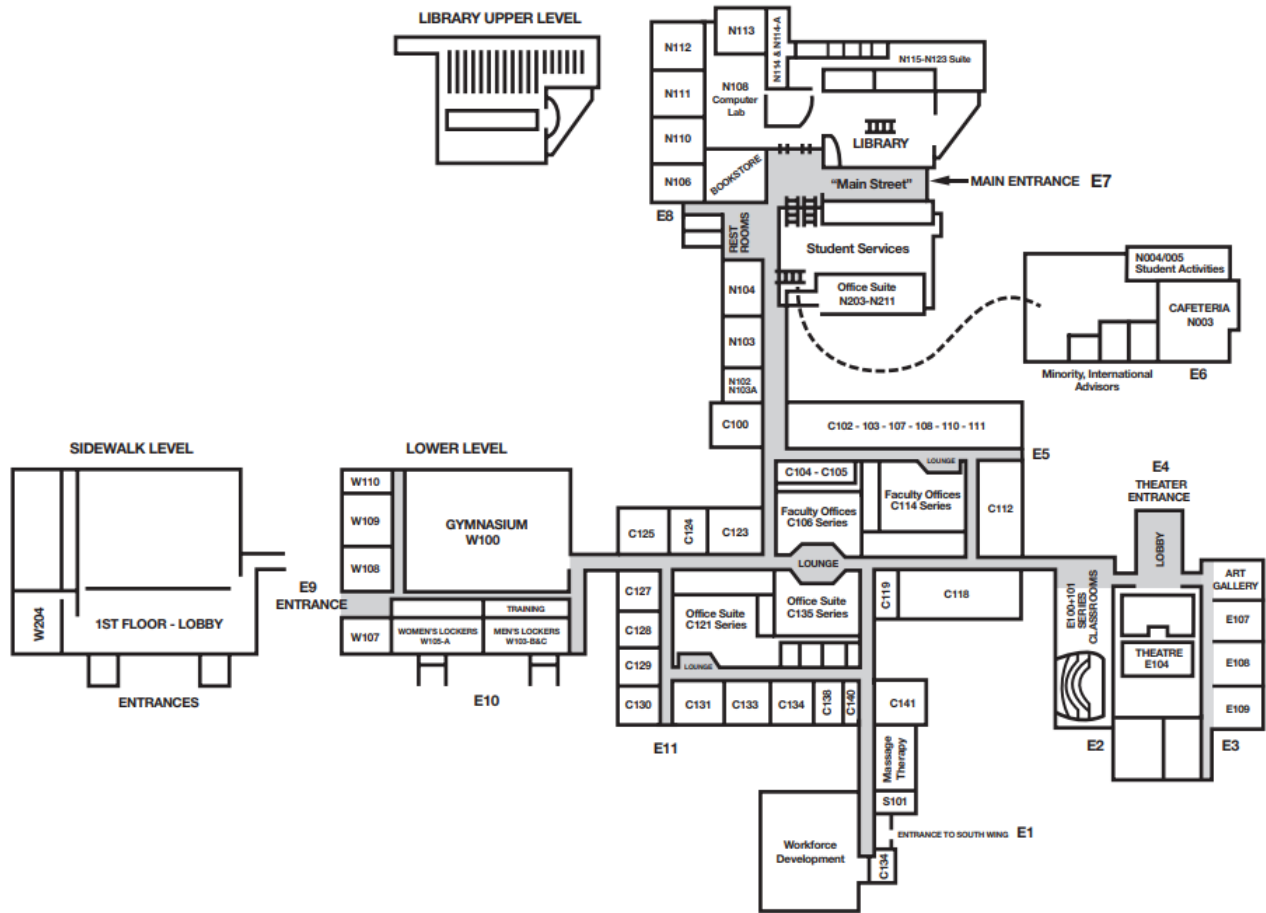 LIBRARY UPPER LEVEL
N113
N114 & N114-A
N112
N115-N123 Suite
N108
Computer
Lab
N111
N110
LIBRARY
BOOKSTORE
N106
"Main Street"
MAIN ENTRANCE E7
E8
REST
ROOMS
Student Services
N004/005
Student Activities
N104
Office Suite
N203-N211
CAFETERIA
N003
N103
Minority, International
Advisors
E6
N102
N103A
C100
C102 - 103 - 107 - 108 - 110 - 111
SIDEWALK LEVEL
LOWER LEVEL
LOUNGE
E5
C104 - C105
E4
THEATER
ENTRANCE
W110
Faculty Offices
C114 Series
Faculty Offices
C106 Series
C112
W109
GYMNASIUM
W100
C125
C124
C123
LOBBY
W108
LOUNGE
E9
ENTRANCE
ART
GALLERY
C127
C119
C118
E100+101
SERIES
CLASSROOMS
TRAINING
Office Suite
C121 Series
Office Suite
C135 Series
W204
1ST FLOOR - LOBBY
W107
WOMEN'S LOCKERS
W105-A
MEN'S LOCKERS
W103-B&C
C128
E107
THEATRE
E104
C129
LOUNGE
E108
ENTRANCES
E10
C130
C131
C133
C134
C138
C140
C141
E109
E11
E2
E3
Massage
Therapy
S101
ENTRANCE TO SOUTH WING E1
Workforce
Development
C134